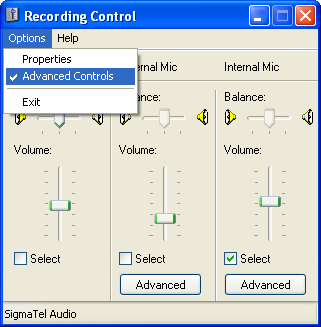 Recording Control
Options Help
Properties
Advanced Controls
Exit
ernal Mic Internal Mic
ance: Balance:
Volume: Volume: Volume:
Select Select Select
Advanced Advanced
SigmaTel Audio